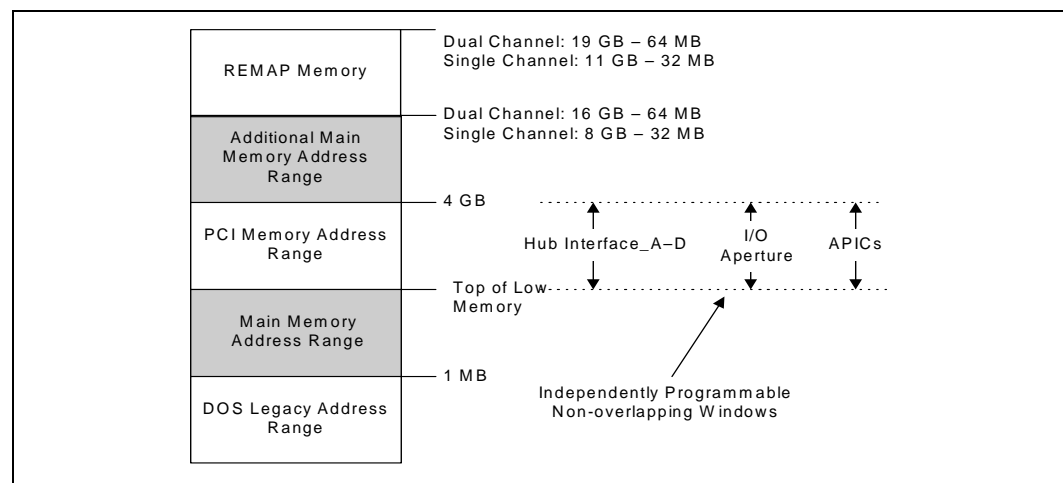 REMAP Memory
Dual Channel: 19 GB – 64 MB
Single Channel: 11 GB – 32 MB
Dual Channel: 16 GB – 64 MB
Single Channel: 8 GB – 32 MB
Additional Main
Memory Address
Range
4 GB
PCI Memory Address
Range
Hub Interface_A–D
I/O
Aperture
APICs
Top of Low
Memory
Main Memory
Address Range
1 MB
Independently Programmable
Non-overlapping Windows
DOS Legacy Address
Range